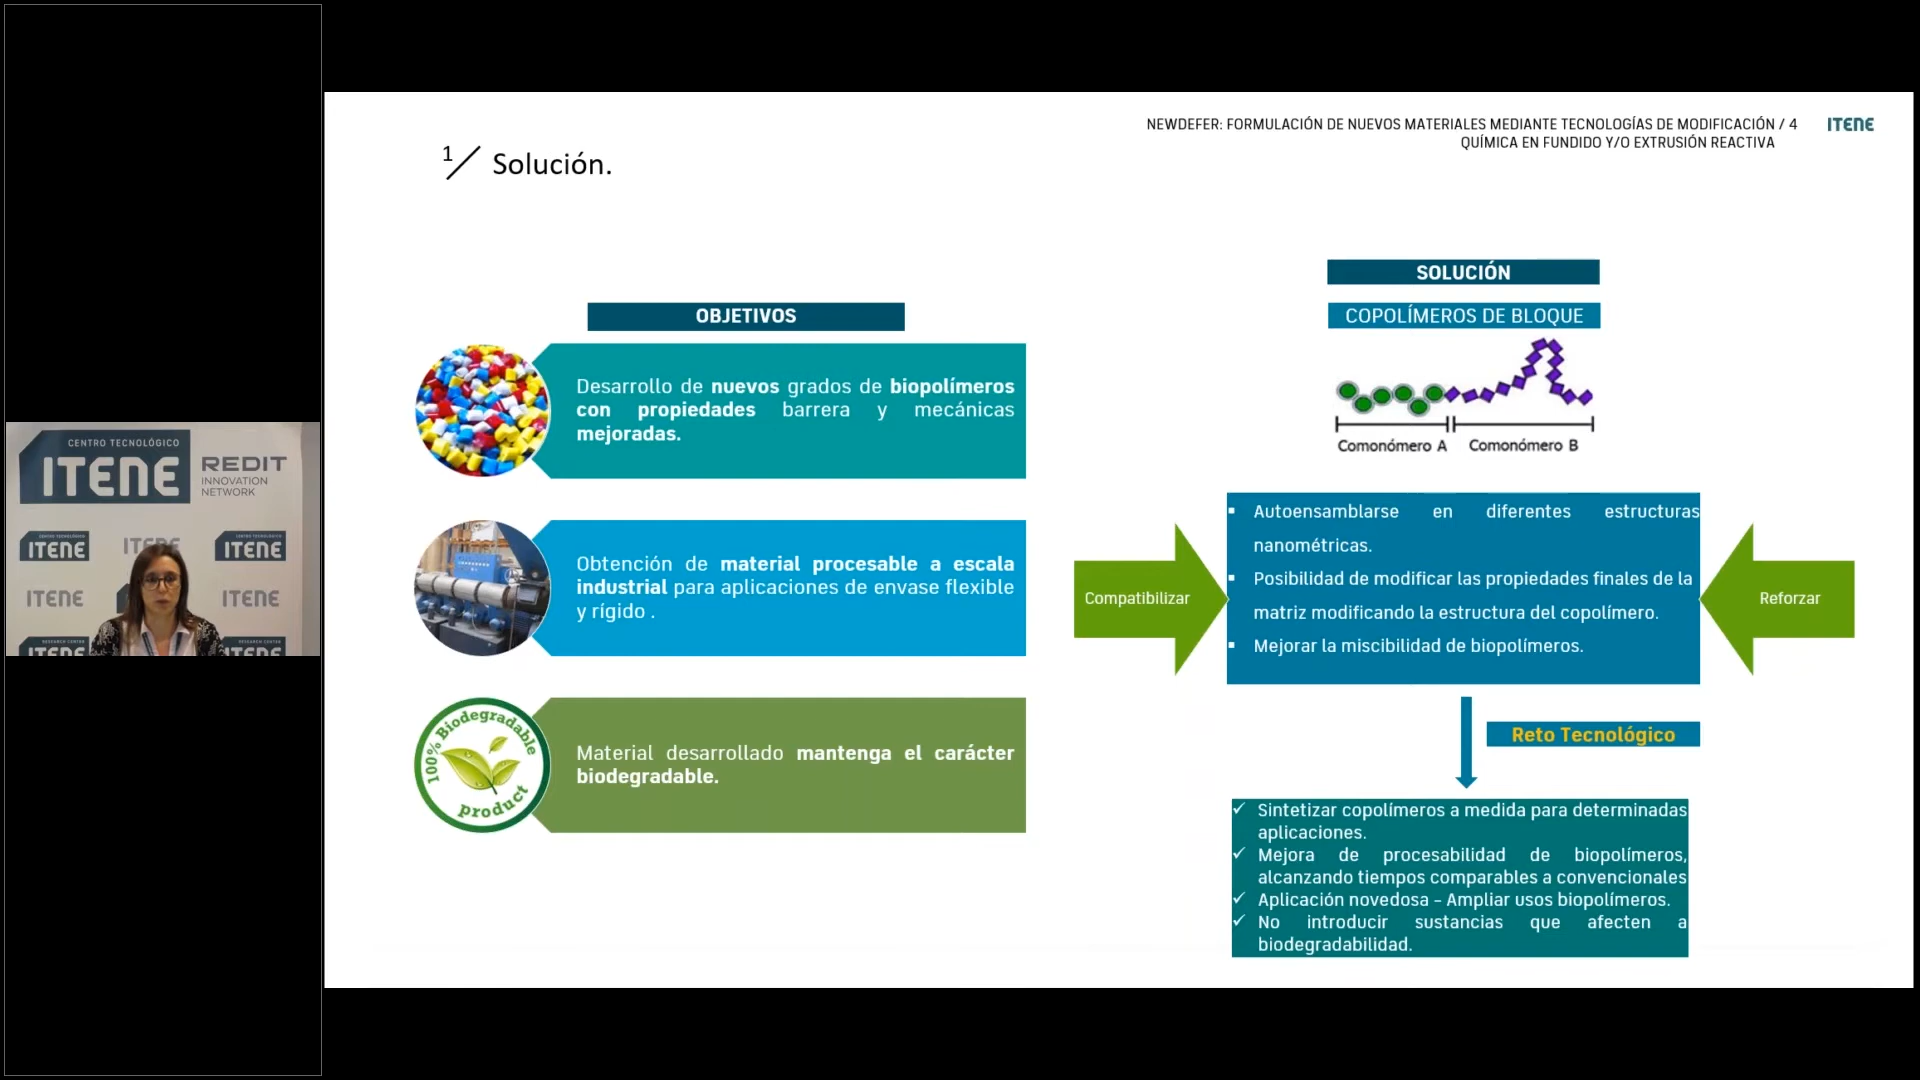 CENTRO TECNOLÓGICO
ITENE
REDIT
INNOVATION
NETWORK
ITENE
ITENE
ITENE
ITENE
ITENE
ITENE
ITENE
NEWDEFER: FORMULACIÓN DE NUEVOS MATERIALES MEDIANTE TECNOLOGÍAS DE MODIFICACIÓN / 4
QUÍMICA EN FUNDIDO Y/O EXTRUSIÓN REACTIVA
ITENE
1/ Solución.
OBJETIVOS
Desarrollo de nuevos grados de biopolímeros
con propiedades barrera y mecánicas
mejoradas.
Obtención de material procesable a escala
industrial para aplicaciones de envase flexible
y rígido .
100% Biodegradable
product
Material desarrollado mantenga el carácter
biodegradable.
SOLUCIÓN
COPOLÍMEROS DE BLOQUE
Comonómero A Comonómero B
Compatibilizar
▪ Autoensamblarse en diferentes estructuras
nanométricas.
▪ Posibilidad de modificar las propiedades finales de la
matriz modificando la estructura del copolímero.
▪ Mejorar la miscibilidad de biopolímeros.
Reforzar
Reto Tecnológico
✓ Sintetizar copolímeros a medida para determinadas
aplicaciones.
✓ Mejora de procesabilidad de biopolímeros,
alcanzando tiempos comparables a convencionales
✓ Aplicación novedosa – Ampliar usos biopolímeros.
✓ No introducir sustancias que afecten a
biodegradabilidad.